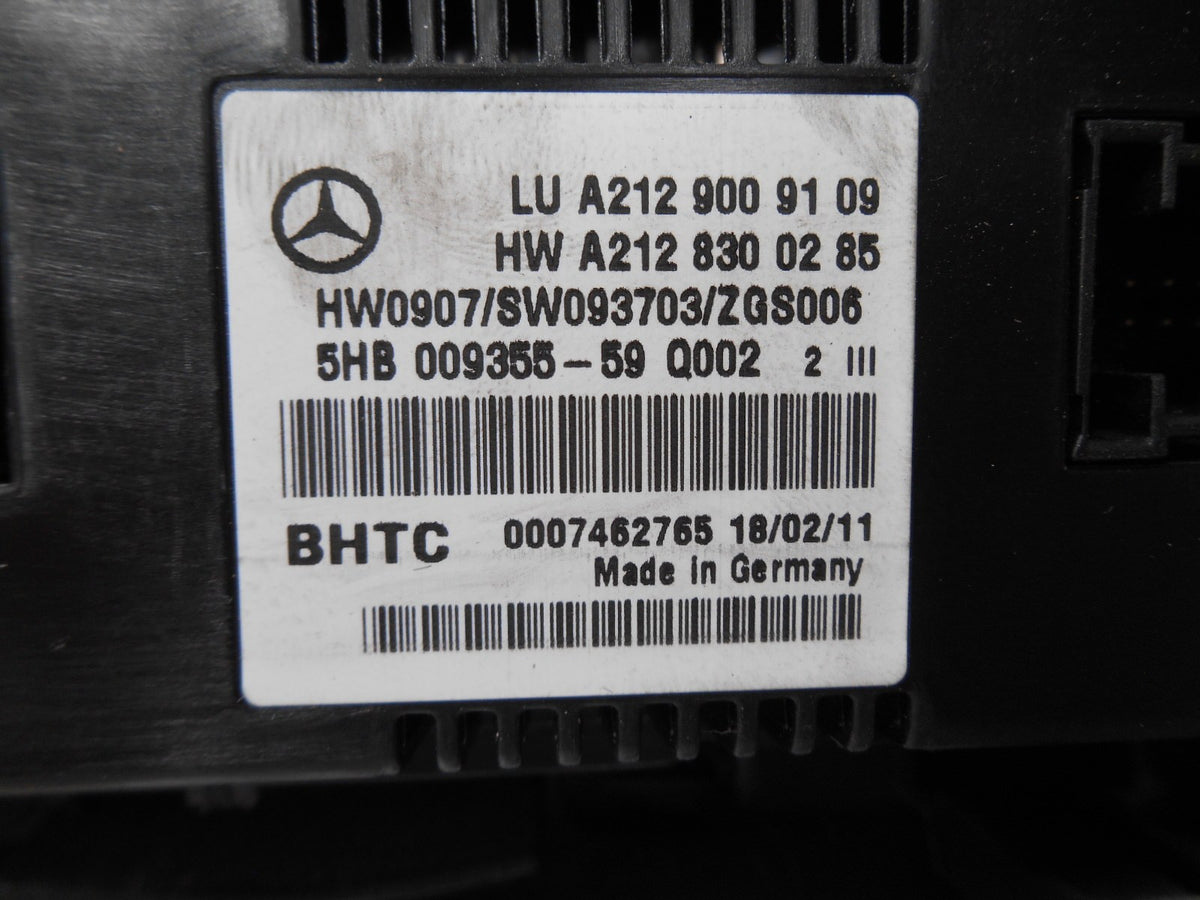 LU A212 900 91 09
HW A212 830 02 85
HW0907/SW093703/ZGS006
5HB 009355-59 Q002 2 III
BHTC 0007462765 18/02/11
Made in Germany